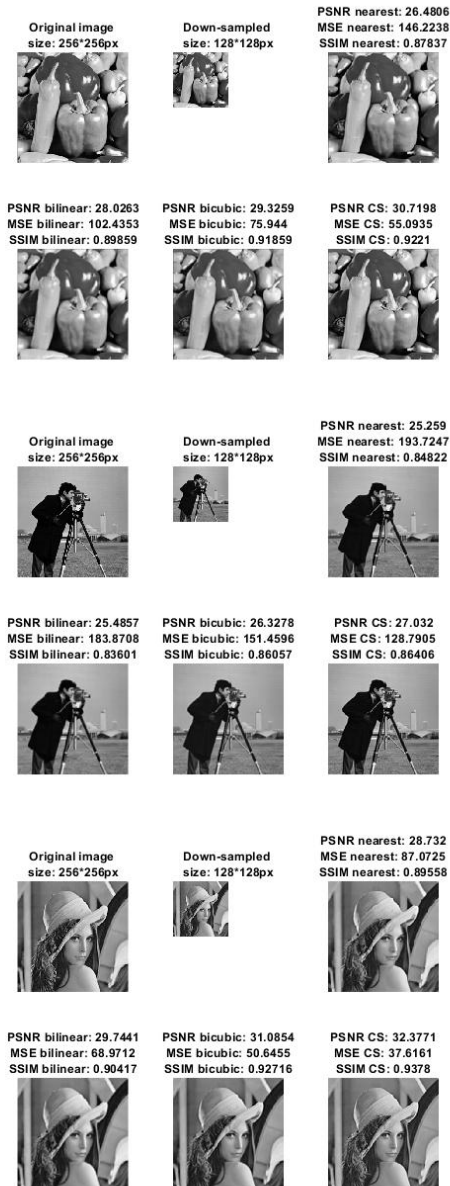 Original image
size: 256*256px
Down-sampled
size: 128*128px
PSNR nearest: 26.4806
MSE nearest: 146.2238
SSIM nearest: 0.87837
PSNR bilinear: 28.0263
MSE bilinear: 102.4353
SSIM bilinear: 0.89859
PSNR bicubic: 29.3259
MSE bicubic: 75.944
SSIM bicubic: 0.91859
PSNR CS: 30.7198
MSE CS: 55.0935
SSIM CS: 0.9221
Original image
size: 256*256px
Down-sampled
size: 128*128px
PSNR nearest: 25.259
MSE nearest: 193.7247
SSIM nearest: 0.84822
PSNR bilinear: 25.4857
MSE bilinear: 183.8708
SSIM bilinear: 0.83601
PSNR bicubic: 26.3278
MSE bicubic: 151.4596
SSIM bicubic: 0.86057
PSNR CS: 27.032
MSE CS: 128.7905
SSIM CS: 0.86406
Original image
size: 256*256px
Down-sampled
size: 128*128px
PSNR nearest: 28.732
MSE nearest: 87.0725
SSIM nearest: 0.89558
PSNR bilinear: 29.7441
MSE bilinear: 68.9712
SSIM bilinear: 0.90417
PSNR bicubic: 31.0854
MSE bicubic: 50.6455
SSIM bicubic: 0.92716
PSNR CS: 32.3771
MSE CS: 37.6161
SSIM CS: 0.9378